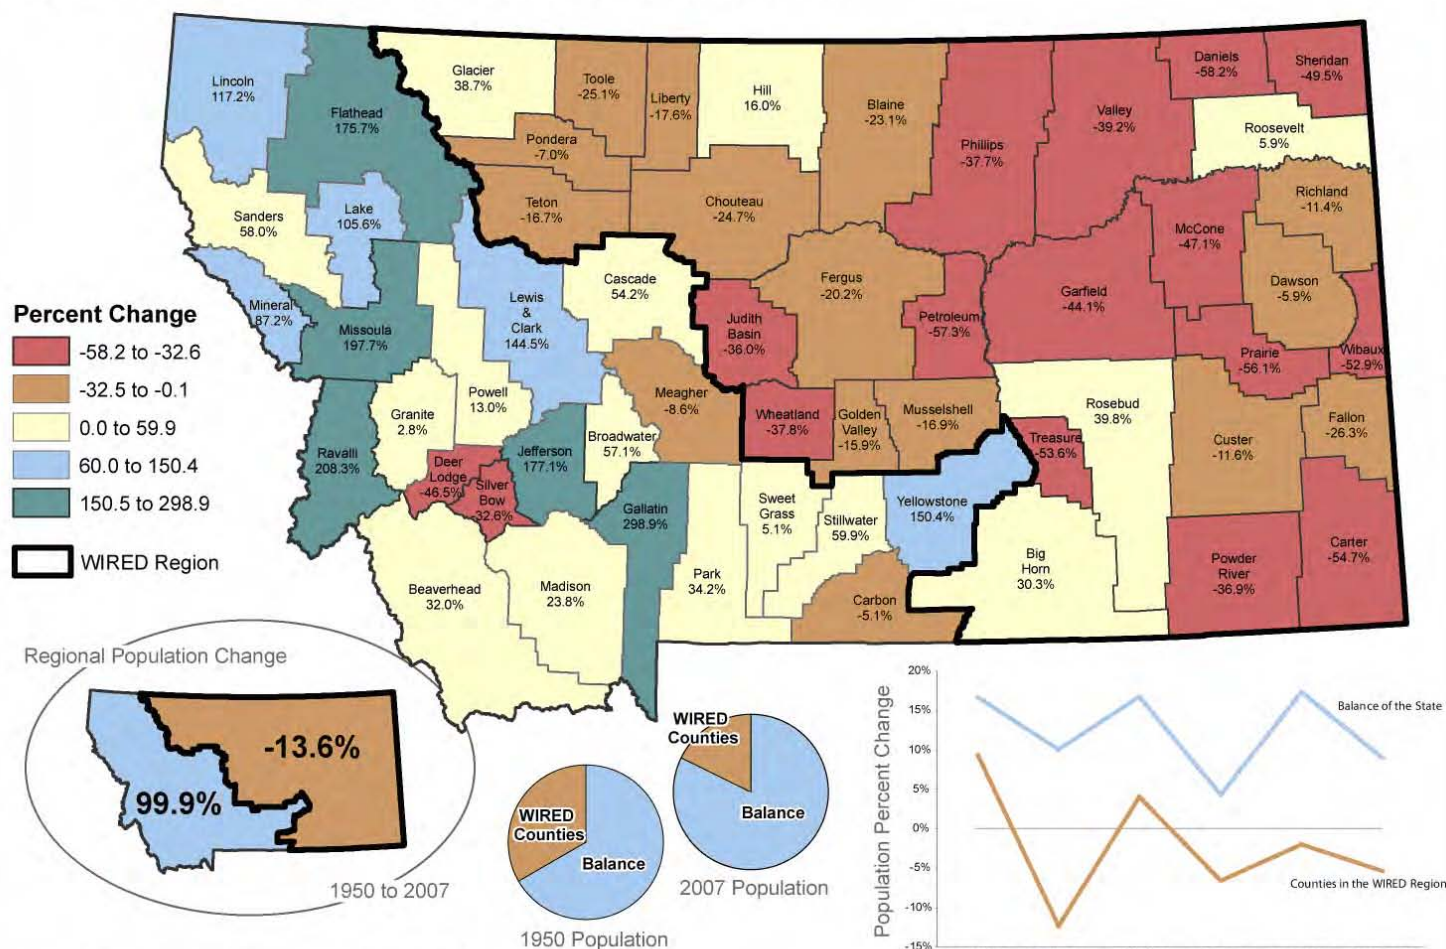 Lincoln
117.2%
Flathead
175.7%
Glacier
38.7%
Toole
-25.1%
Liberty
-17.6%
Hill
16.0%
Blaine
-23.1%
Phillips
-37.7%
Valley
-39.2%
Daniels
-58.2%
Sheridan
-49.5%
Roosevelt
5.9%
Pondera
-7.0%
Teton
-16.7%
Chouteau
-24.7%
Richland
-11.4%
McCone
-47.1%
Sanders
58.0%
Lake
105.6%
Cascade
54.2%
Fergus
-20.2%
Garfield
-44.1%
Dawson
-5.9%
Mineral
87.2%
Missoula
197.7%
Lewis
&
Clark
144.5%
Judith
Basin
-36.0%
Petroleum
-57.3%
Prairie
-56.1%
Wibaux
-52.9%
Powell
13.0%
Granite
2.8%
Meagher
-8.6%
Wheatland
-37.8%
Golden
Valley
-15.9%
Musselshell
-16.9%
Rosebud
39.8%
Treasure
-53.6%
Custer
-11.6%
Fallon
-26.3%
Ravalli
208.3%
Deer
Lodge
-46.5%
Silver
Bow
-32.6%
Jefferson
177.1%
Broadwater
57.1%
Gallatin
298.9%
Sweet
Grass
5.1%
Stillwater
59.9%
Yellowstone
150.4%
Big
Horn
30.3%
Powder
River
-36.9%
Carter
-54.7%
Beaverhead
32.0%
Madison
23.8%
Park
34.2%
Carbon
-5.1%
Percent Change
-58.2 to -32.6
-32.5 to -0.1
0.0 to 59.9
60.0 to 150.4
150.5 to 298.9
WIRED Region
Regional Population Change
-13.6%
99.9%
1950 to 2007
WIRED
Counties
Balance
1950 Population
WIRED
Counties
Balance
2007 Population
Population Percent Change
20%
15%
10%
5%
0%
-5%
-10%
-15%
Balance of the State
Counties in the WIRED Region